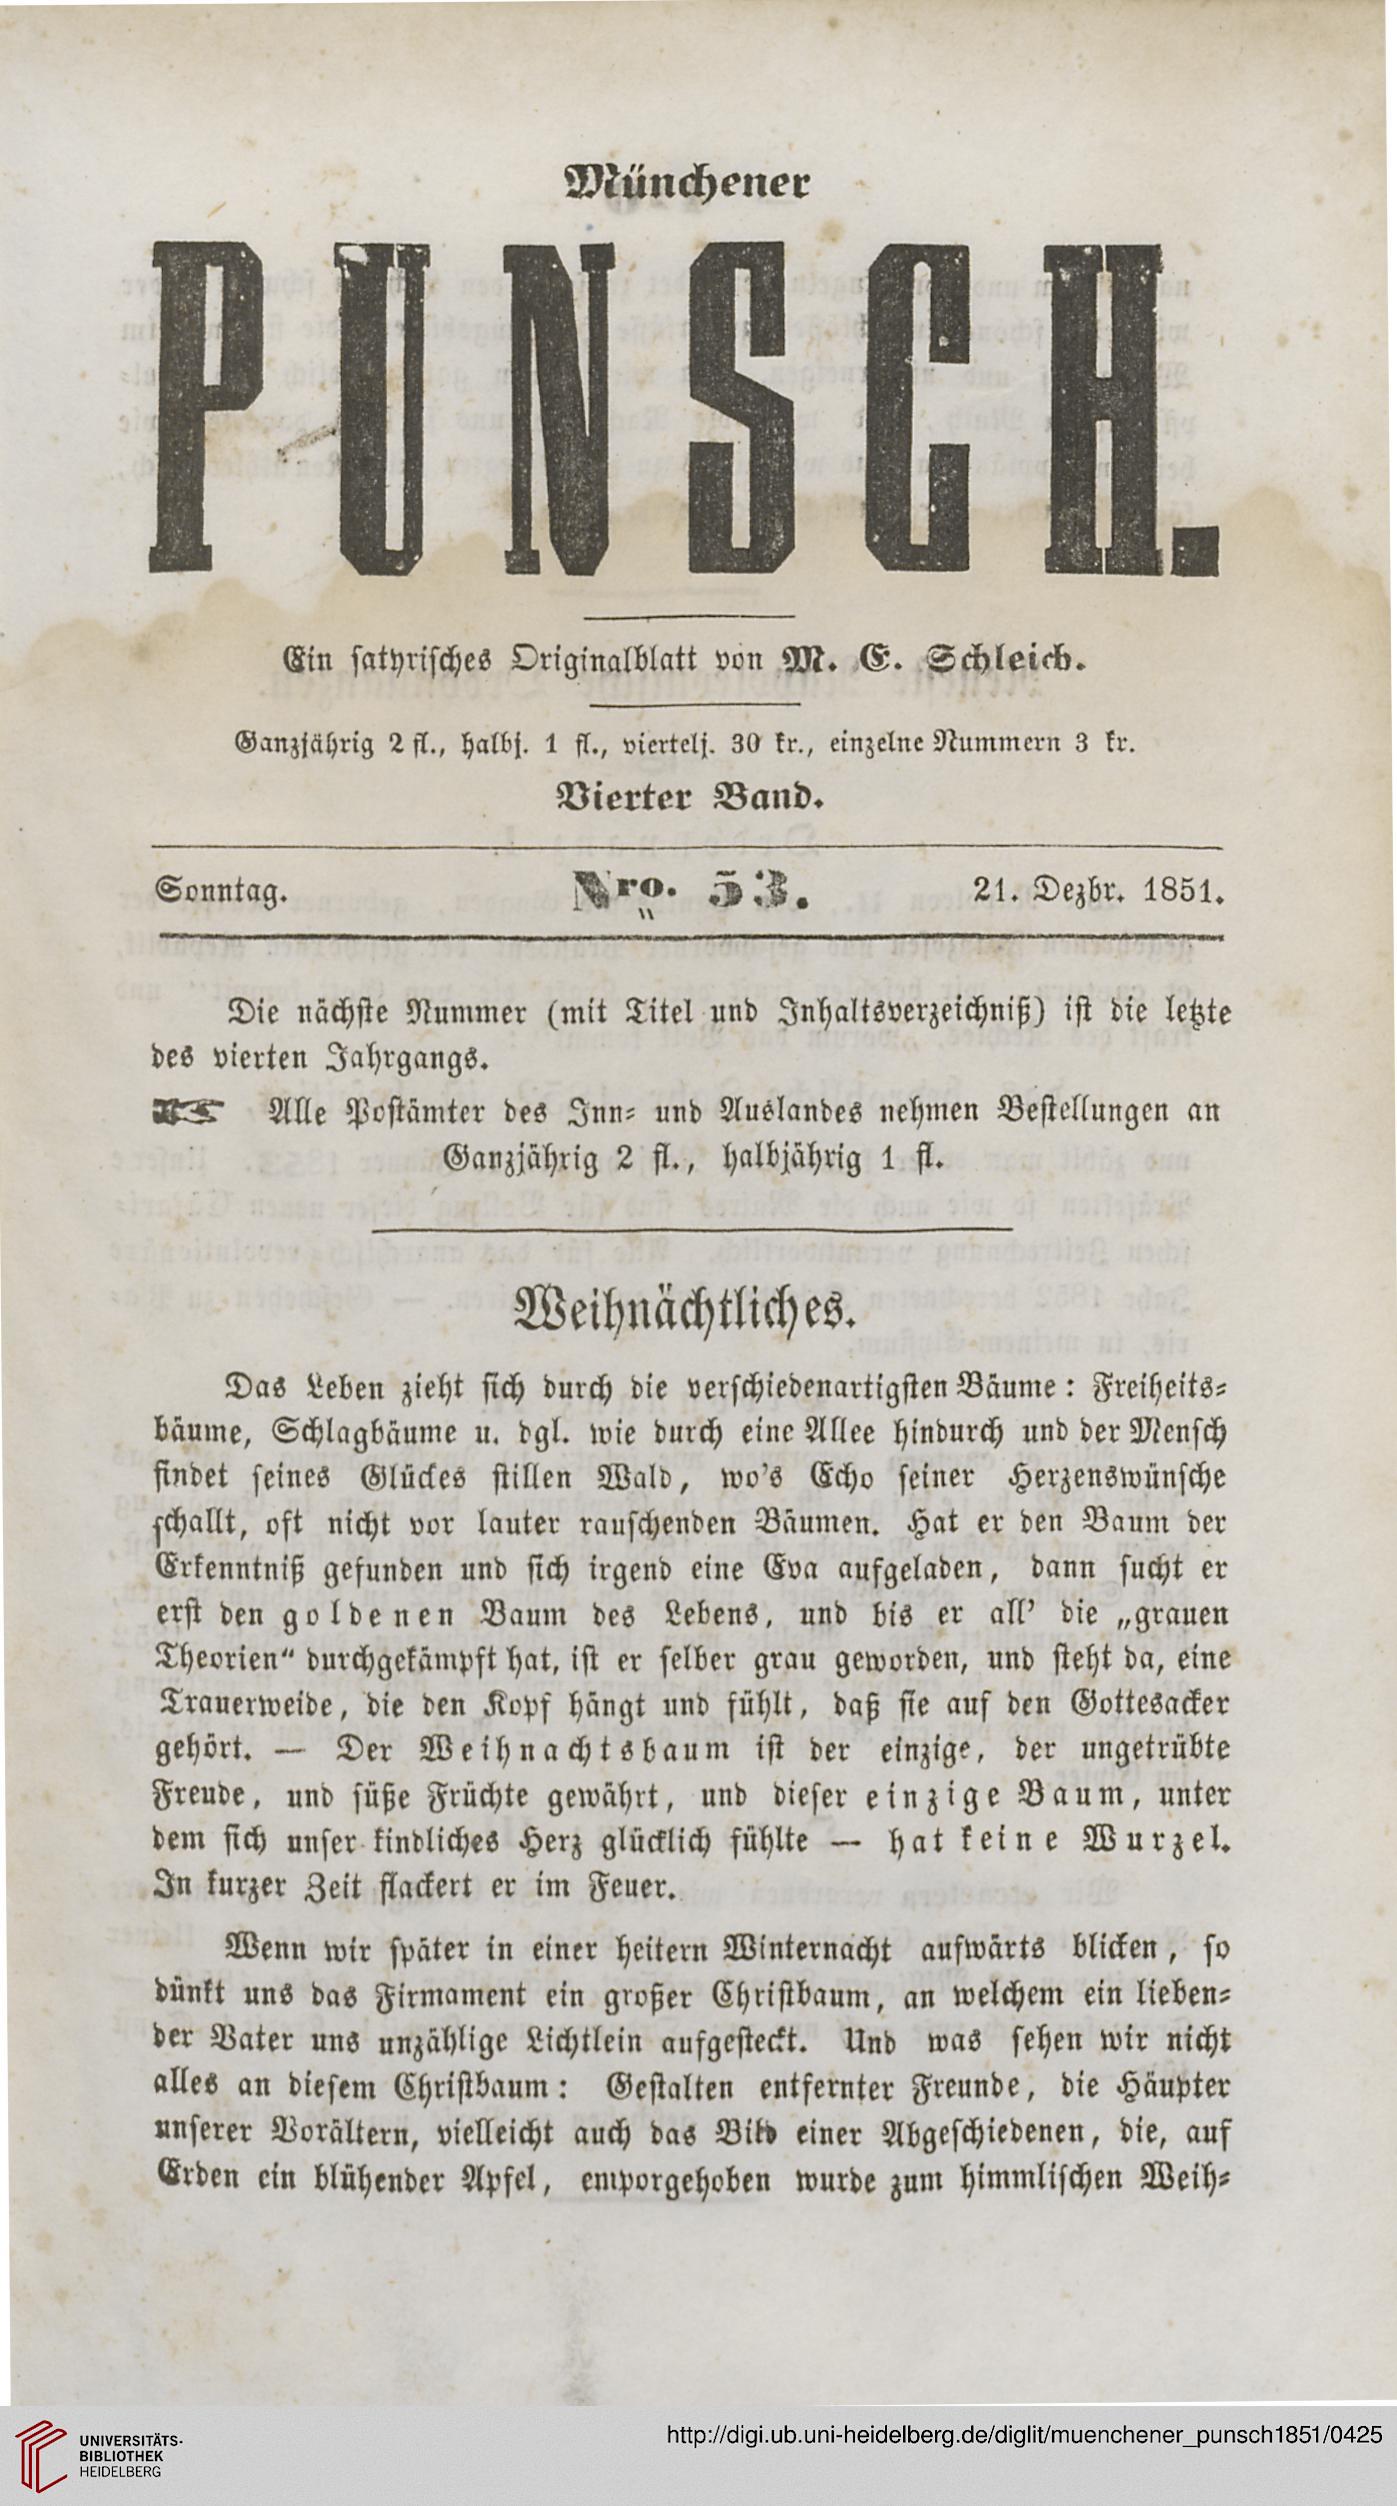 Münchener
PUNSCH.
Ein satyrisches Originalblatt von M. E. Schleich.
Ganzjährig 2 fl., halbj. 1 fl., viertelj. 30 kr., einzelne Nummern 3 kr.
Vierter Band.
Sonntag. Nro. 53. 21. Dezbr. 1851.
Die nächste Nummer (mit Titel und Inhaltsverzeichniß) ist die letzte
des vierten Jahrgangs.
☞ Alle Postämter des Inn- und Auslandes nehmen Bestellungen an
Ganzjährig 2 fl., halbjährig 1 fl.
Weihnächtliches.
Das Leben zieht sich durch die verschiedenartigsten Bäume: Freiheits-
bäume, Schlagbäume u. dgl. wie durch eine Allee hindurch und der Mensch
findet seines Glückes stillen Wald, wo's Echo seiner Herzenswünsche
schallt, oft nicht vor lauter rauschenden Bäumen. Hat er den Baum der
Erkenntniß gefunden und sich irgend eine Eva aufgeladen, dann sucht er
erst den goldenen Baum des Lebens, und bis er all' die „grauen
Theorien" durchgekämpft hat, ist er selber grau geworden, und steht da, eine
Trauerweide, die den Kopf hängt und fühlt, daß sie auf den Gottesacker
gehört. — Der Weihnachtsbaum ist der einzige, der ungetrübte
Freude, und süße Früchte gewährt, und dieser einzige Baum, unter
dem sich unser kindliches Herz glücklich fühlte — hat keine Wurzel.
In kurzer Zeit flackert er im Feuer.
Wenn wir später in einer heitern Winternacht aufwärts blicken, so
dünkt uns das Firmament ein großer Christbaum, an welchem ein lieben-
der Vater uns unzählige Lichtlein aufgesteckt. Und was sehen wir nicht
alles an diesem Christbaum: Gestalten entfernter Freunde, die Häupter
unserer Vorältern, vielleicht auch das Bild einer Abgeschiedenen, die, auf
Erden ein blühender Apfel, emporgehoben wurde zum himmlischen Weih-
UNIVERSITÄTS-
BIBLIOTHEK
HEIDELBERG
http://digi.ub.uni-heidelberg.de/diglit/muenchener_punsch1851/0425